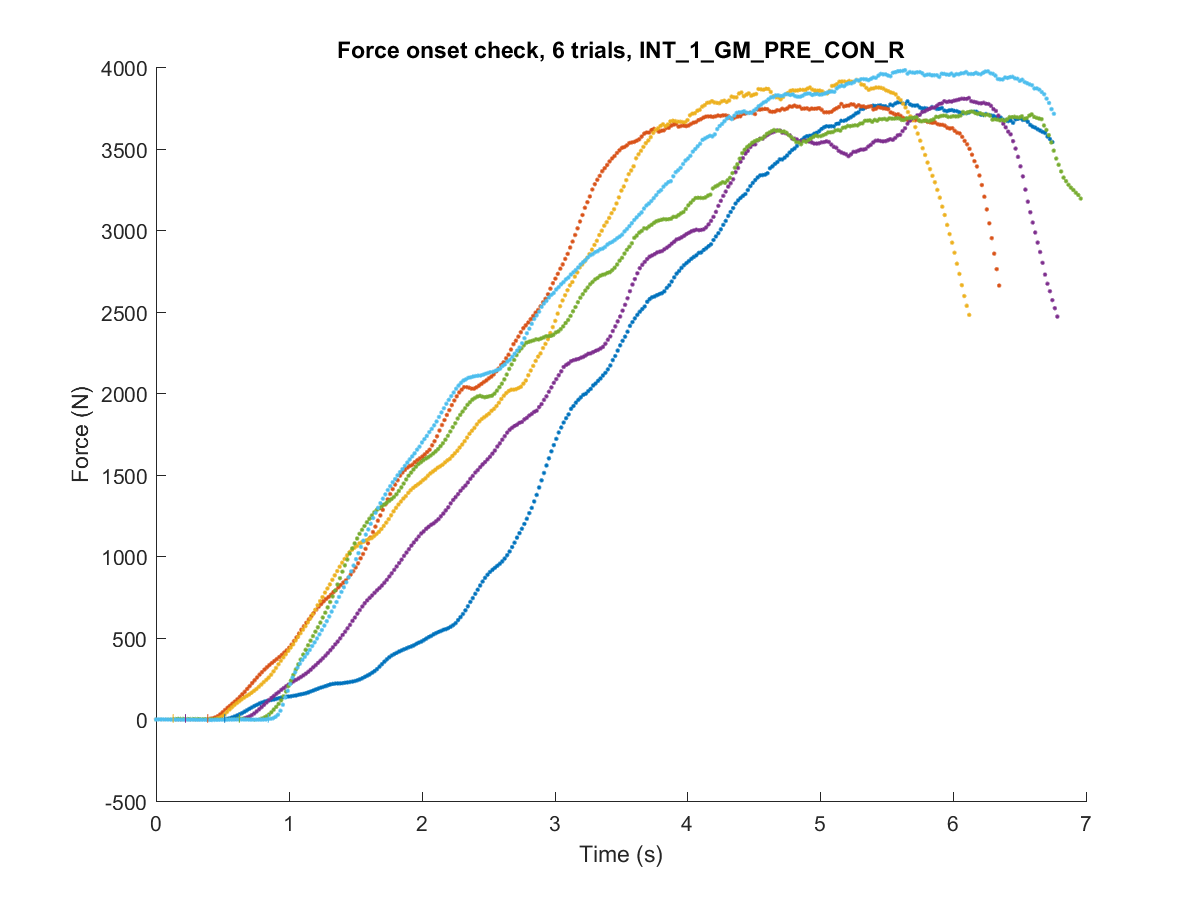 Force onset check, 6 trials, INT_1_GM_PRE_CON_R
4000
3500
3000
2500
2000
1500
1000
500
0
-500
Force (N)
0 1 2 3 4 5 6 7
Time (s)